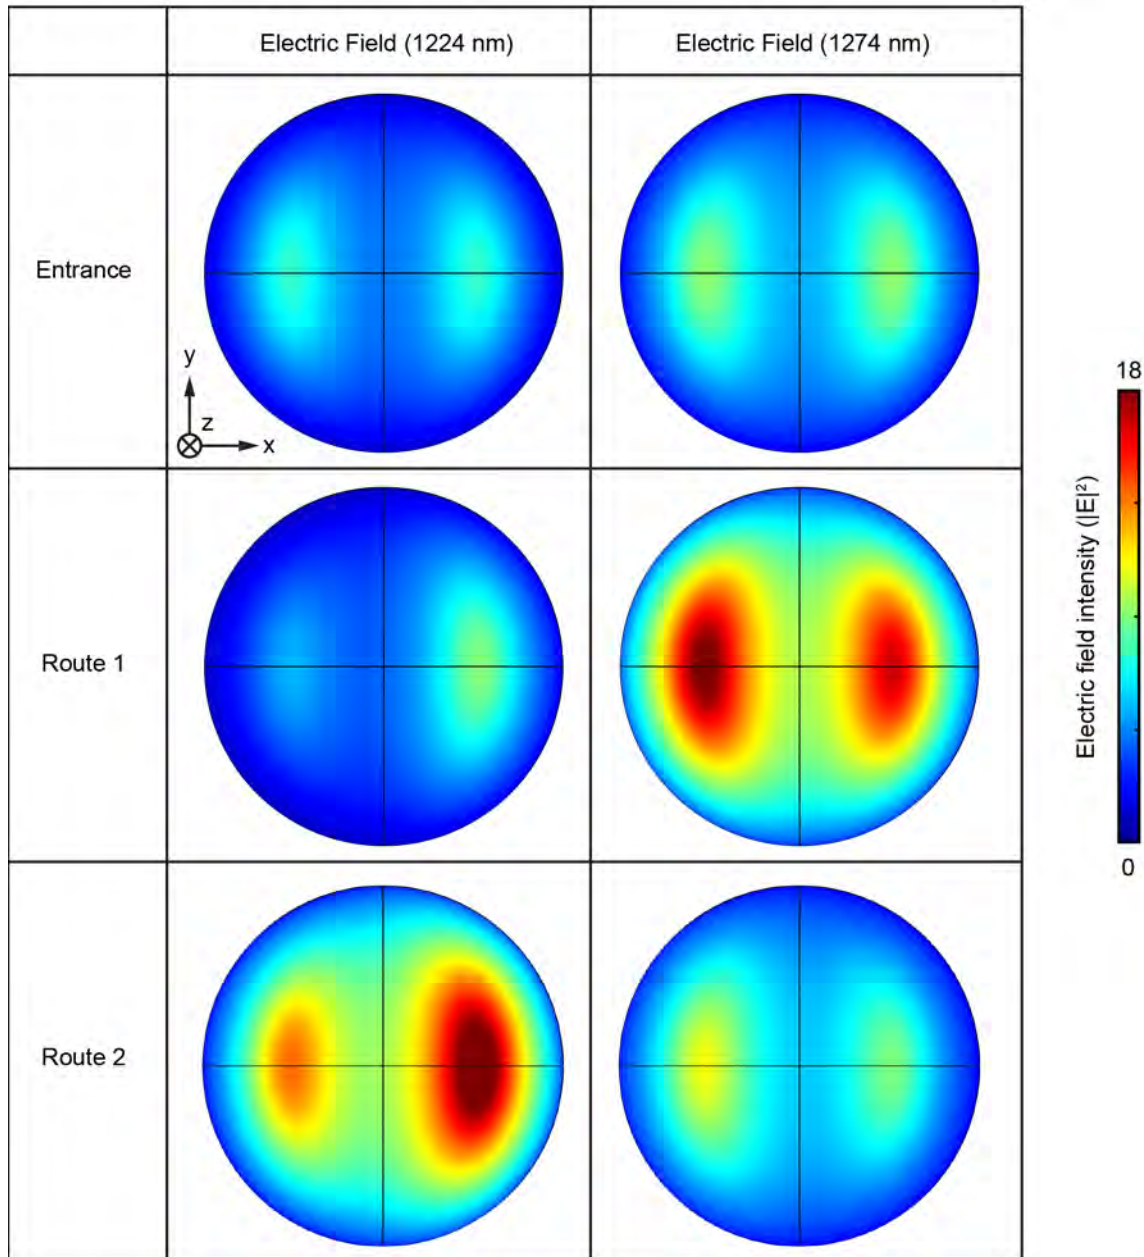 Electric Field (1224 nm)
Electric Field (1274 nm)
Entrance
y
z
x
18
Electric field intensity (|E|²)
0
Route 1
Route 2